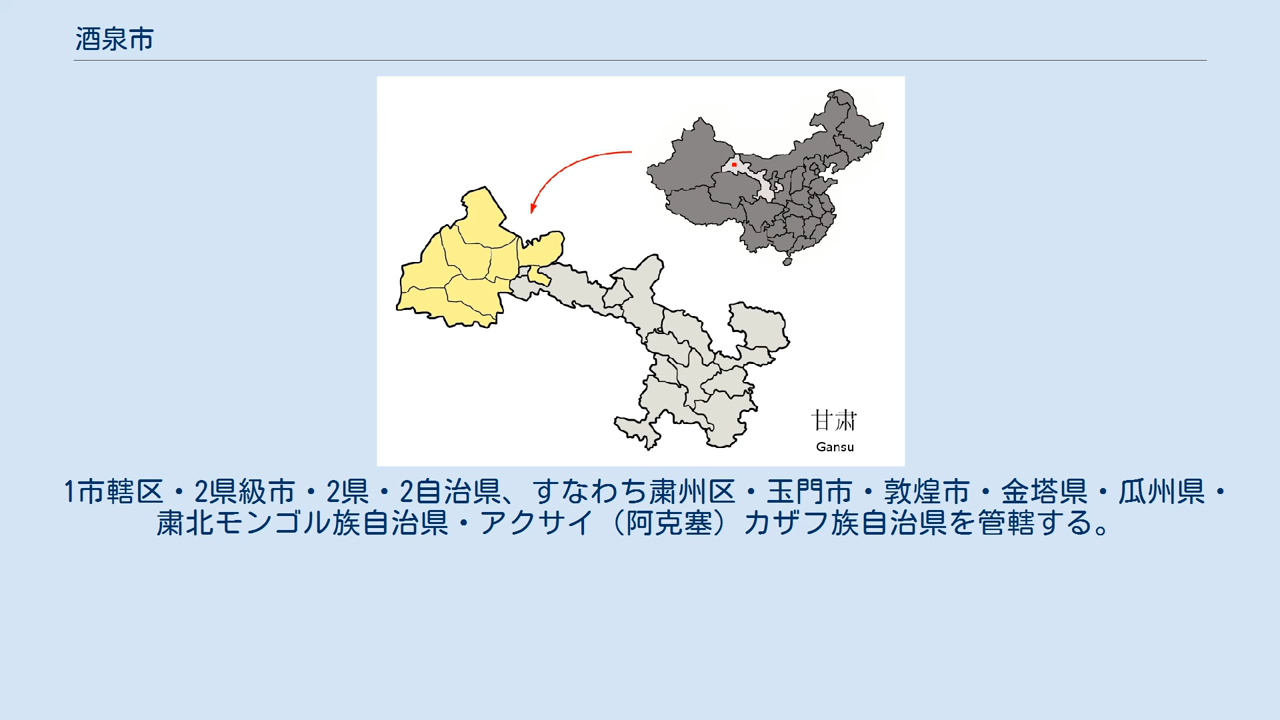 酒泉市
甘肃
Gansu
1市轄区・2県級市・2県・2自治県、すなわち粛州区・玉門市・敦煌市・金塔県・瓜州県・
粛北モンゴル族自治県・アクサイ（阿克塞）カザフ族自治県を管轄する。